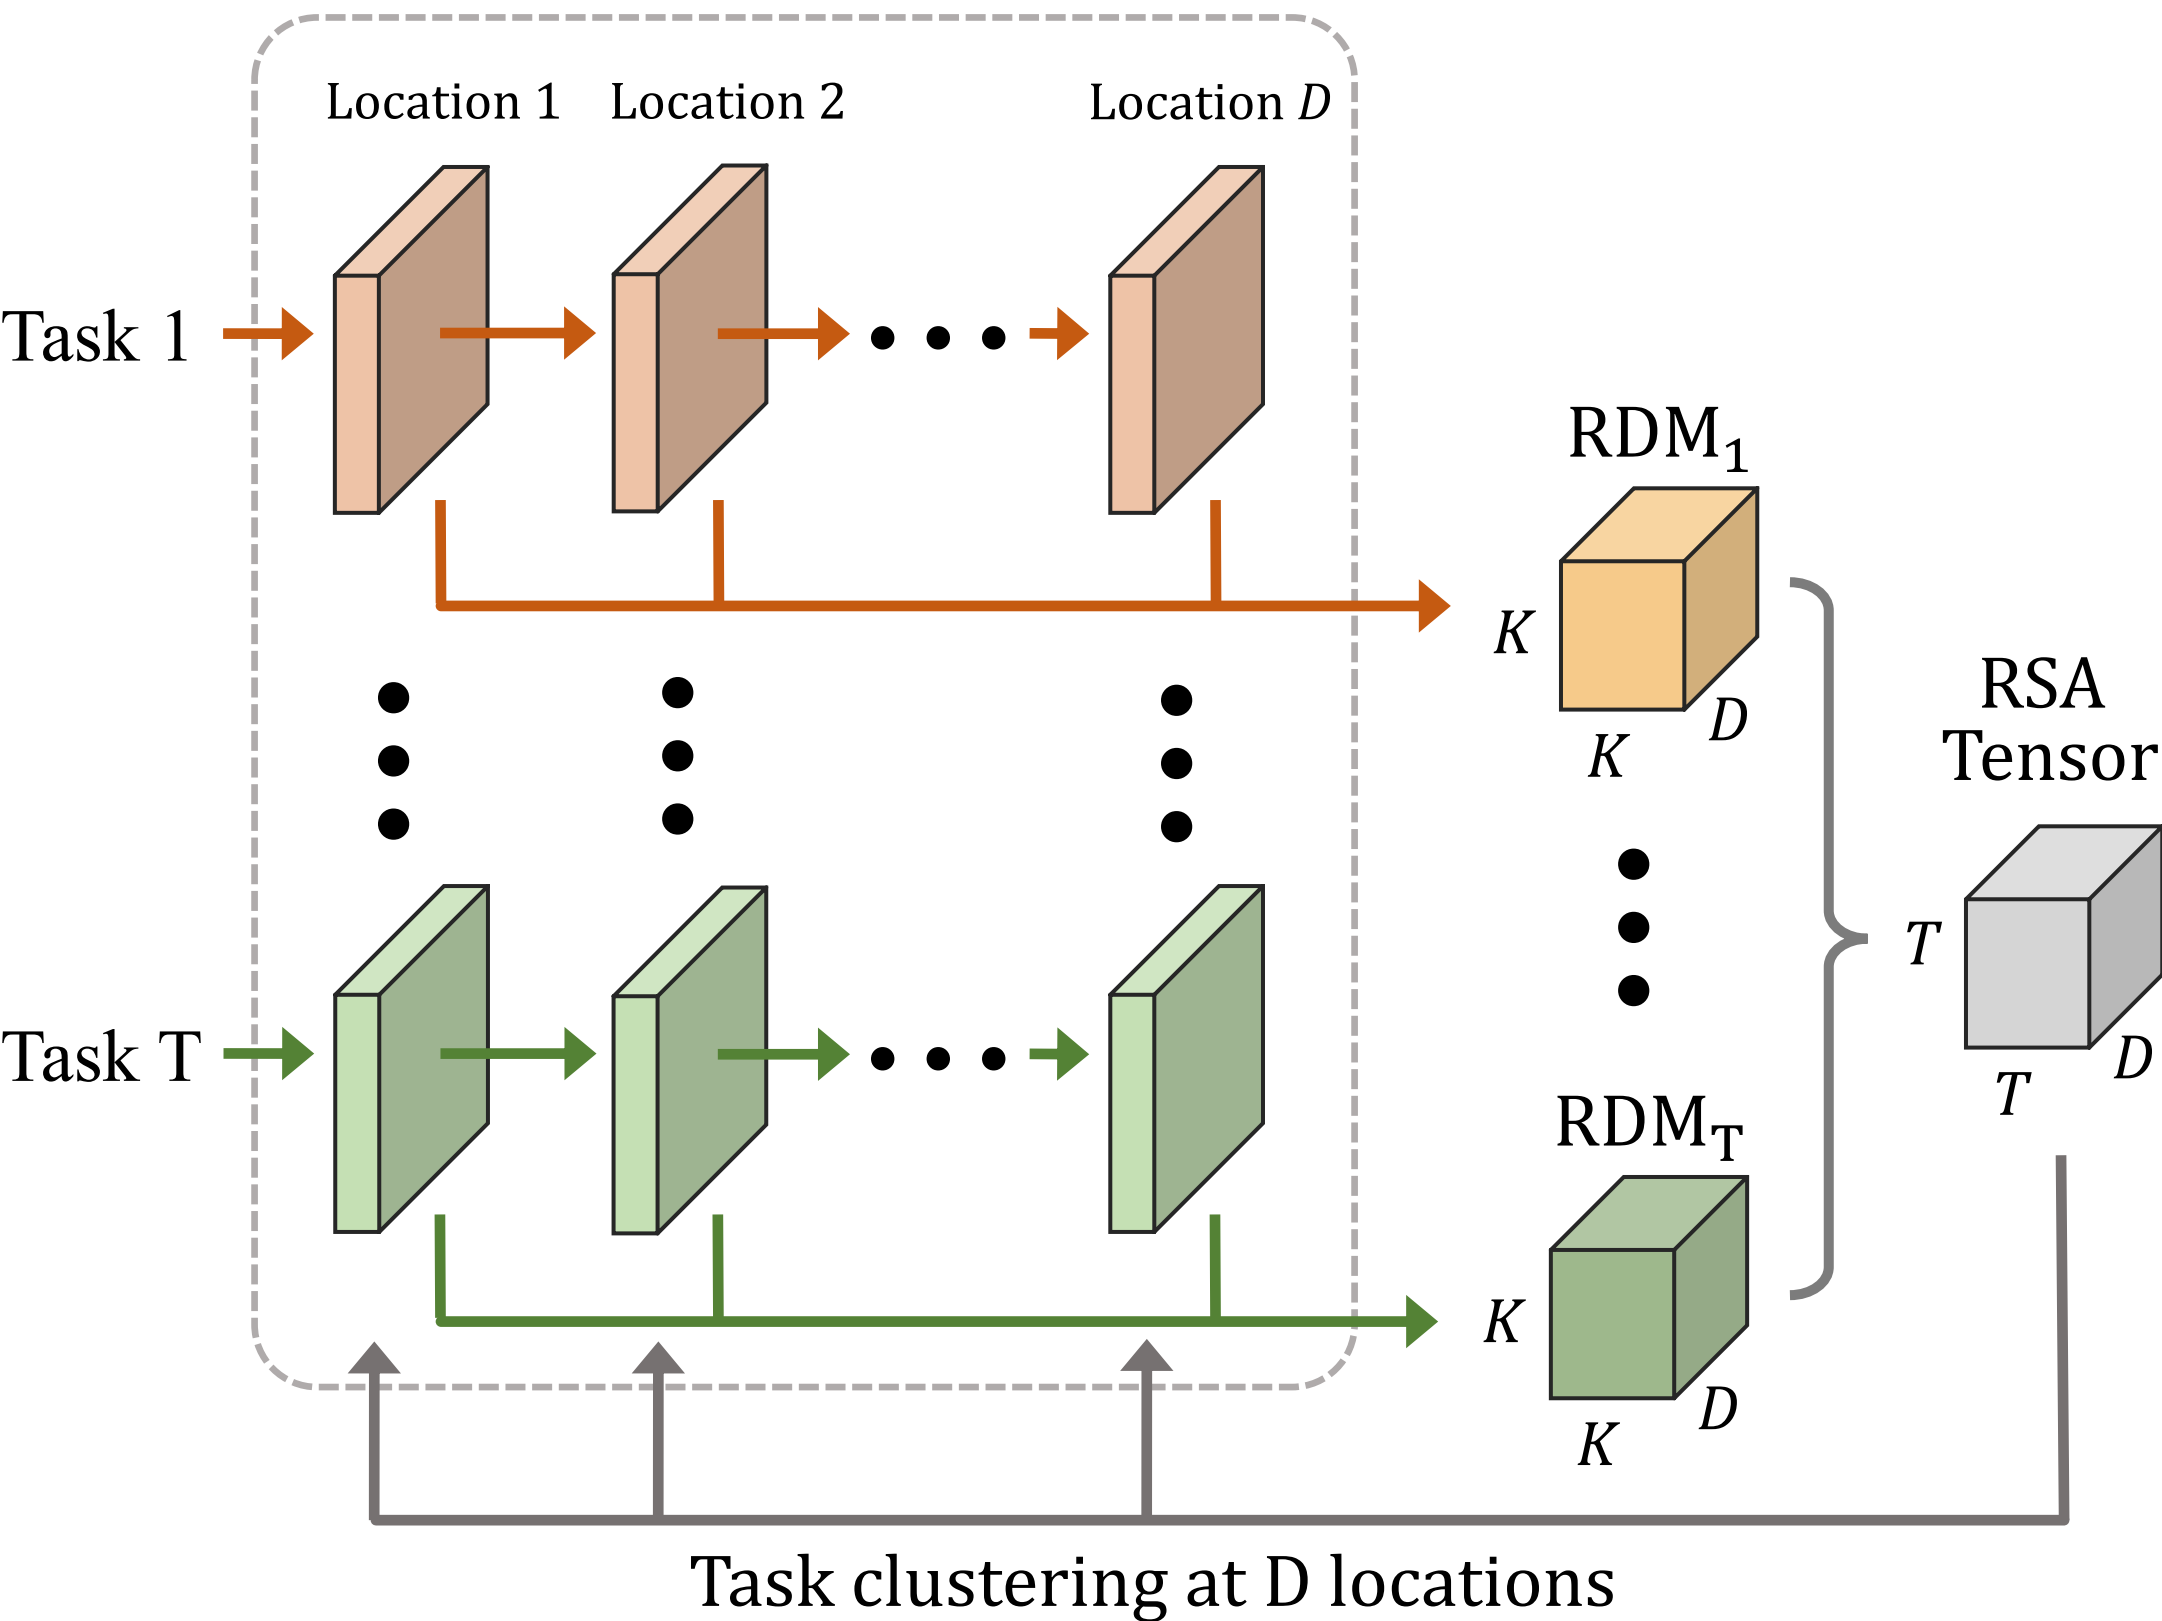 Location 1
Location 2
Location D
Task 1
RDM1
K
K
D
RSA
Tensor
T
T
D
Task T
RDMT
K
K
D
Task clustering at D locations